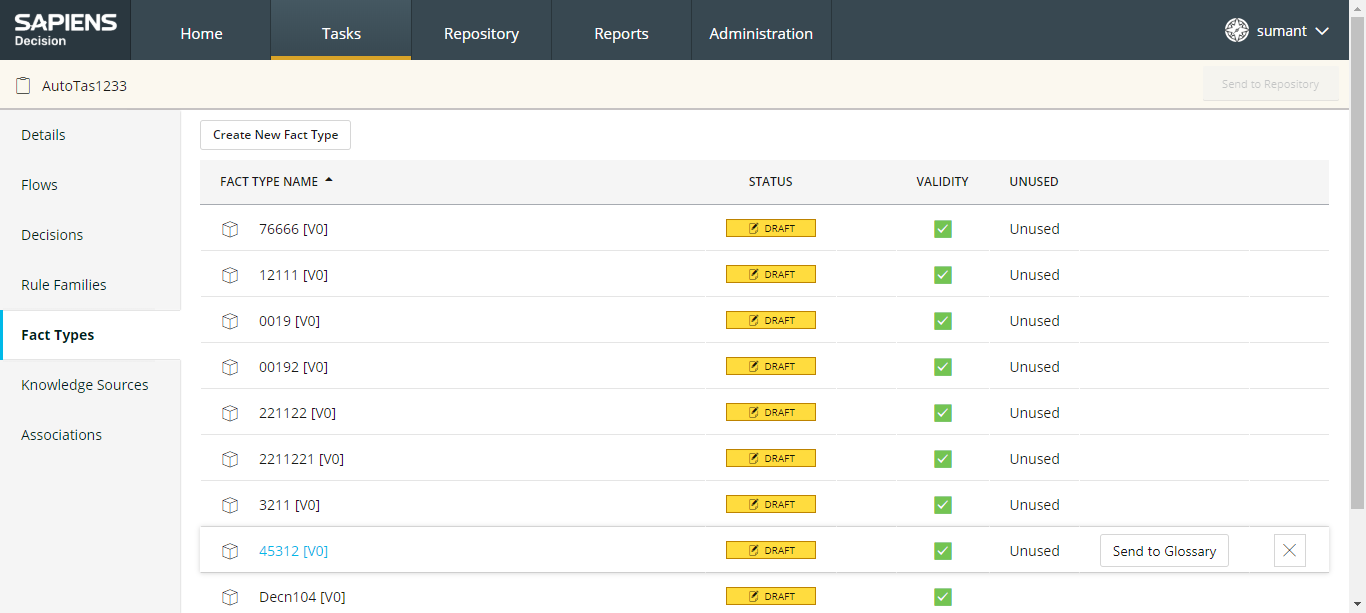 SAPIENS
Decision
Home
Tasks
Repository
Reports
Administration
sumant
AutoTas1233
Send to Repository
Details
Flows
Decisions
Rule Families
Fact Types
Knowledge Sources
Associations
Create New Fact Type
FACT TYPE NAME STATUS VALIDITY UNUSED
76666 [V0] DRAFT Unused
12111 [V0] DRAFT Unused
0019 [V0] DRAFT Unused
00192 [V0] DRAFT Unused
221122 [V0] DRAFT Unused
2211221 [V0] DRAFT Unused
3211 [V0] DRAFT Unused
45312 [V0] DRAFT Unused Send to Glossary
Decn104 [V0] DRAFT